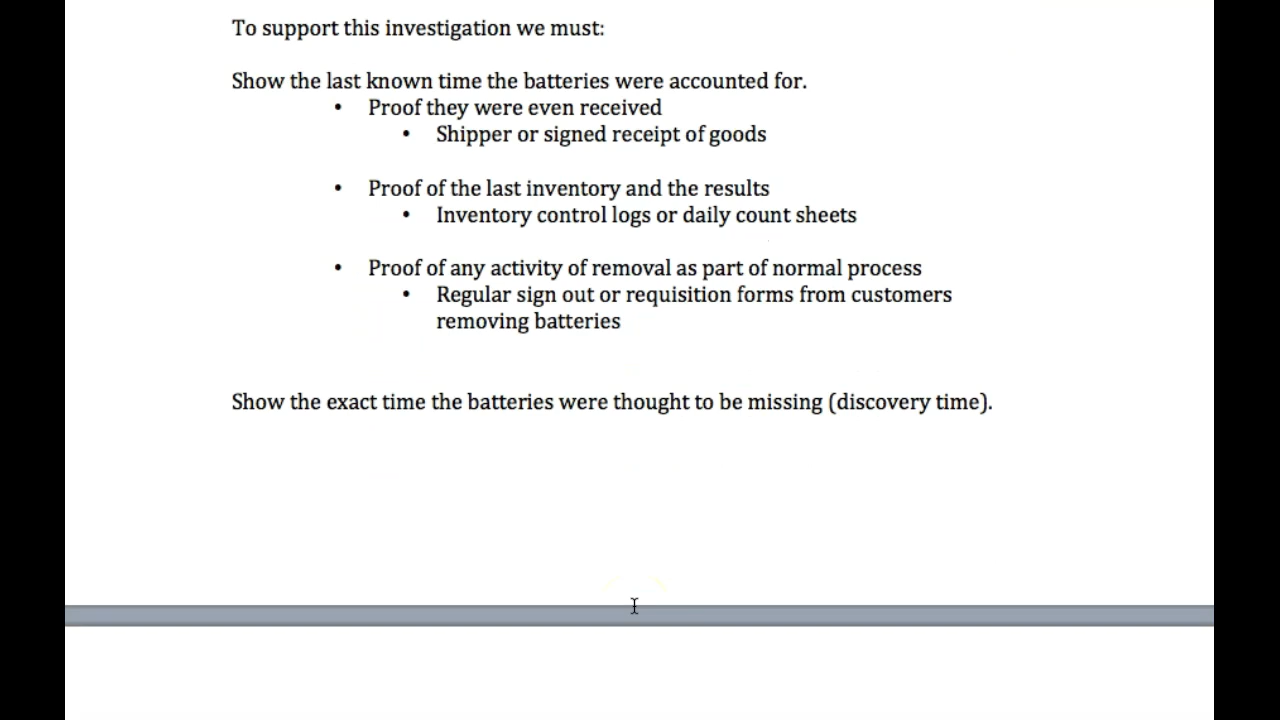 To support this investigation we must:
Show the last known time the batteries were accounted for.
• Proof they were even received
• Shipper or signed receipt of goods
• Proof of the last inventory and the results
• Inventory control logs or daily count sheets
• Proof of any activity of removal as part of normal process
• Regular sign out or requisition forms from customers
removing batteries
Show the exact time the batteries were thought to be missing (discovery time).